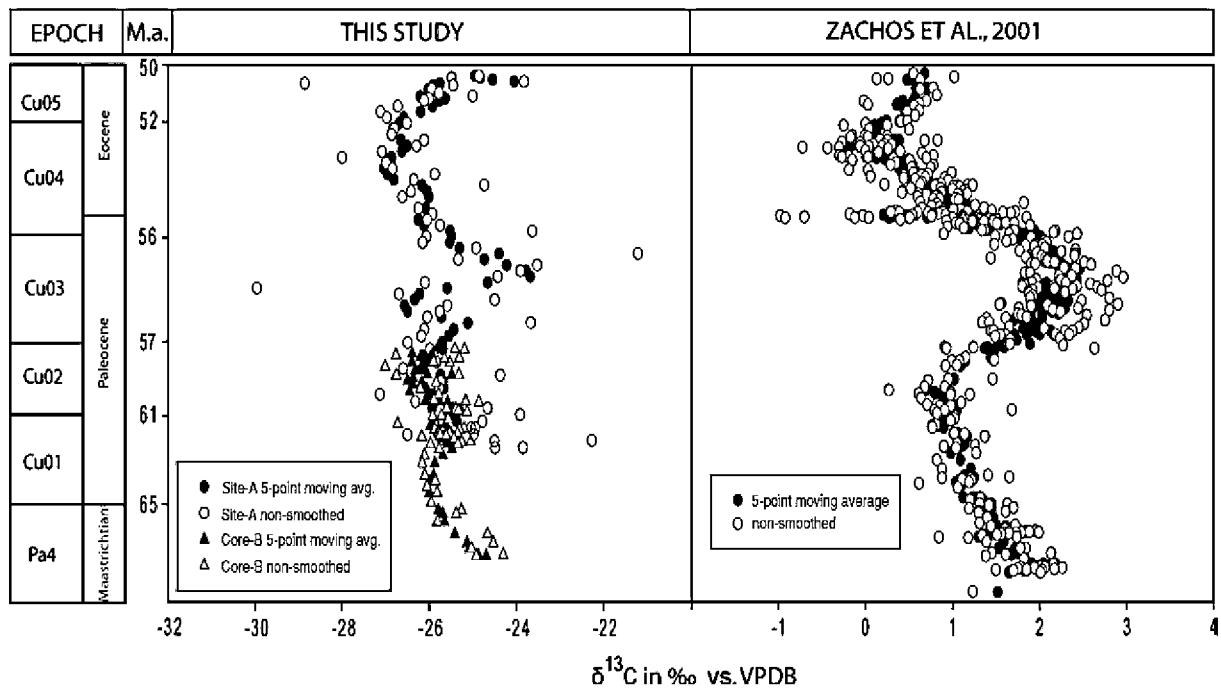 EPOCH M.a. THIS STUDY ZACHOS ET AL., 2001
Cu05
Cu04
Cu03
Cu02
Cu01
Pa4
Eocene
Paleocene
Maastrichtian
50
52
56
57
61
65
Site-A 5-point moving avg.
Site-A non-smoothed
Core-B 5-point moving avg.
Core-B non-smoothed
5-point moving average
non-smoothed
-32 -30 -28 -26 -24 -22 -1 0 1 2 3 4
δ¹³C in ‰ vs. VPDB